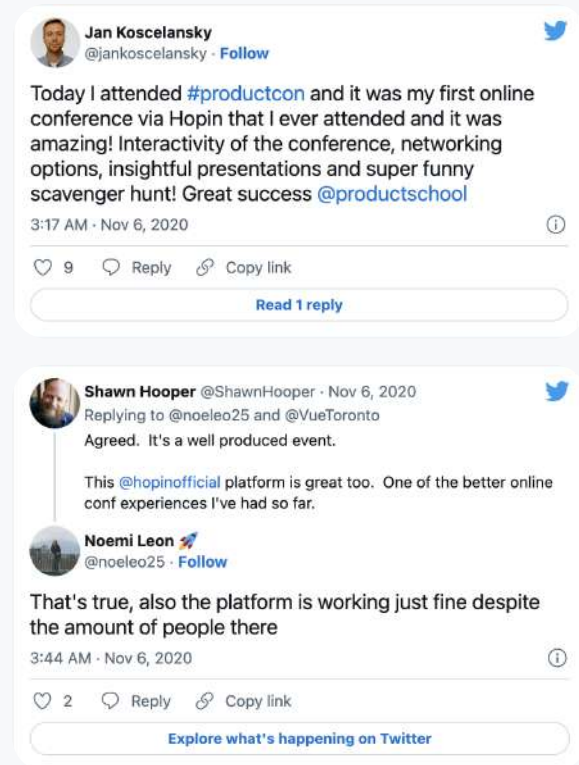 Jan Koscelansky
@jankoscelansky · Follow
Today I attended #productcon and it was my first online
conference via Hopin that I ever attended and it was
amazing! Interactivity of the conference, networking
options, insightful presentations and super funny
scavenger hunt! Great success @productschool
3:17 AM · Nov 6, 2020
9 Reply Copy link
Read 1 reply
Shawn Hooper @ShawnHooper · Nov 6, 2020
Replying to @noeleo25 and @VueToronto
Agreed. It's a well produced event.
This @hopinofficial platform is great too. One of the better online
conf experiences I've had so far.
Noemi Leon 🚀
@noeleo25 · Follow
That's true, also the platform is working just fine despite
the amount of people there
3:44 AM · Nov 6, 2020
2 Reply Copy link
Explore what's happening on Twitter